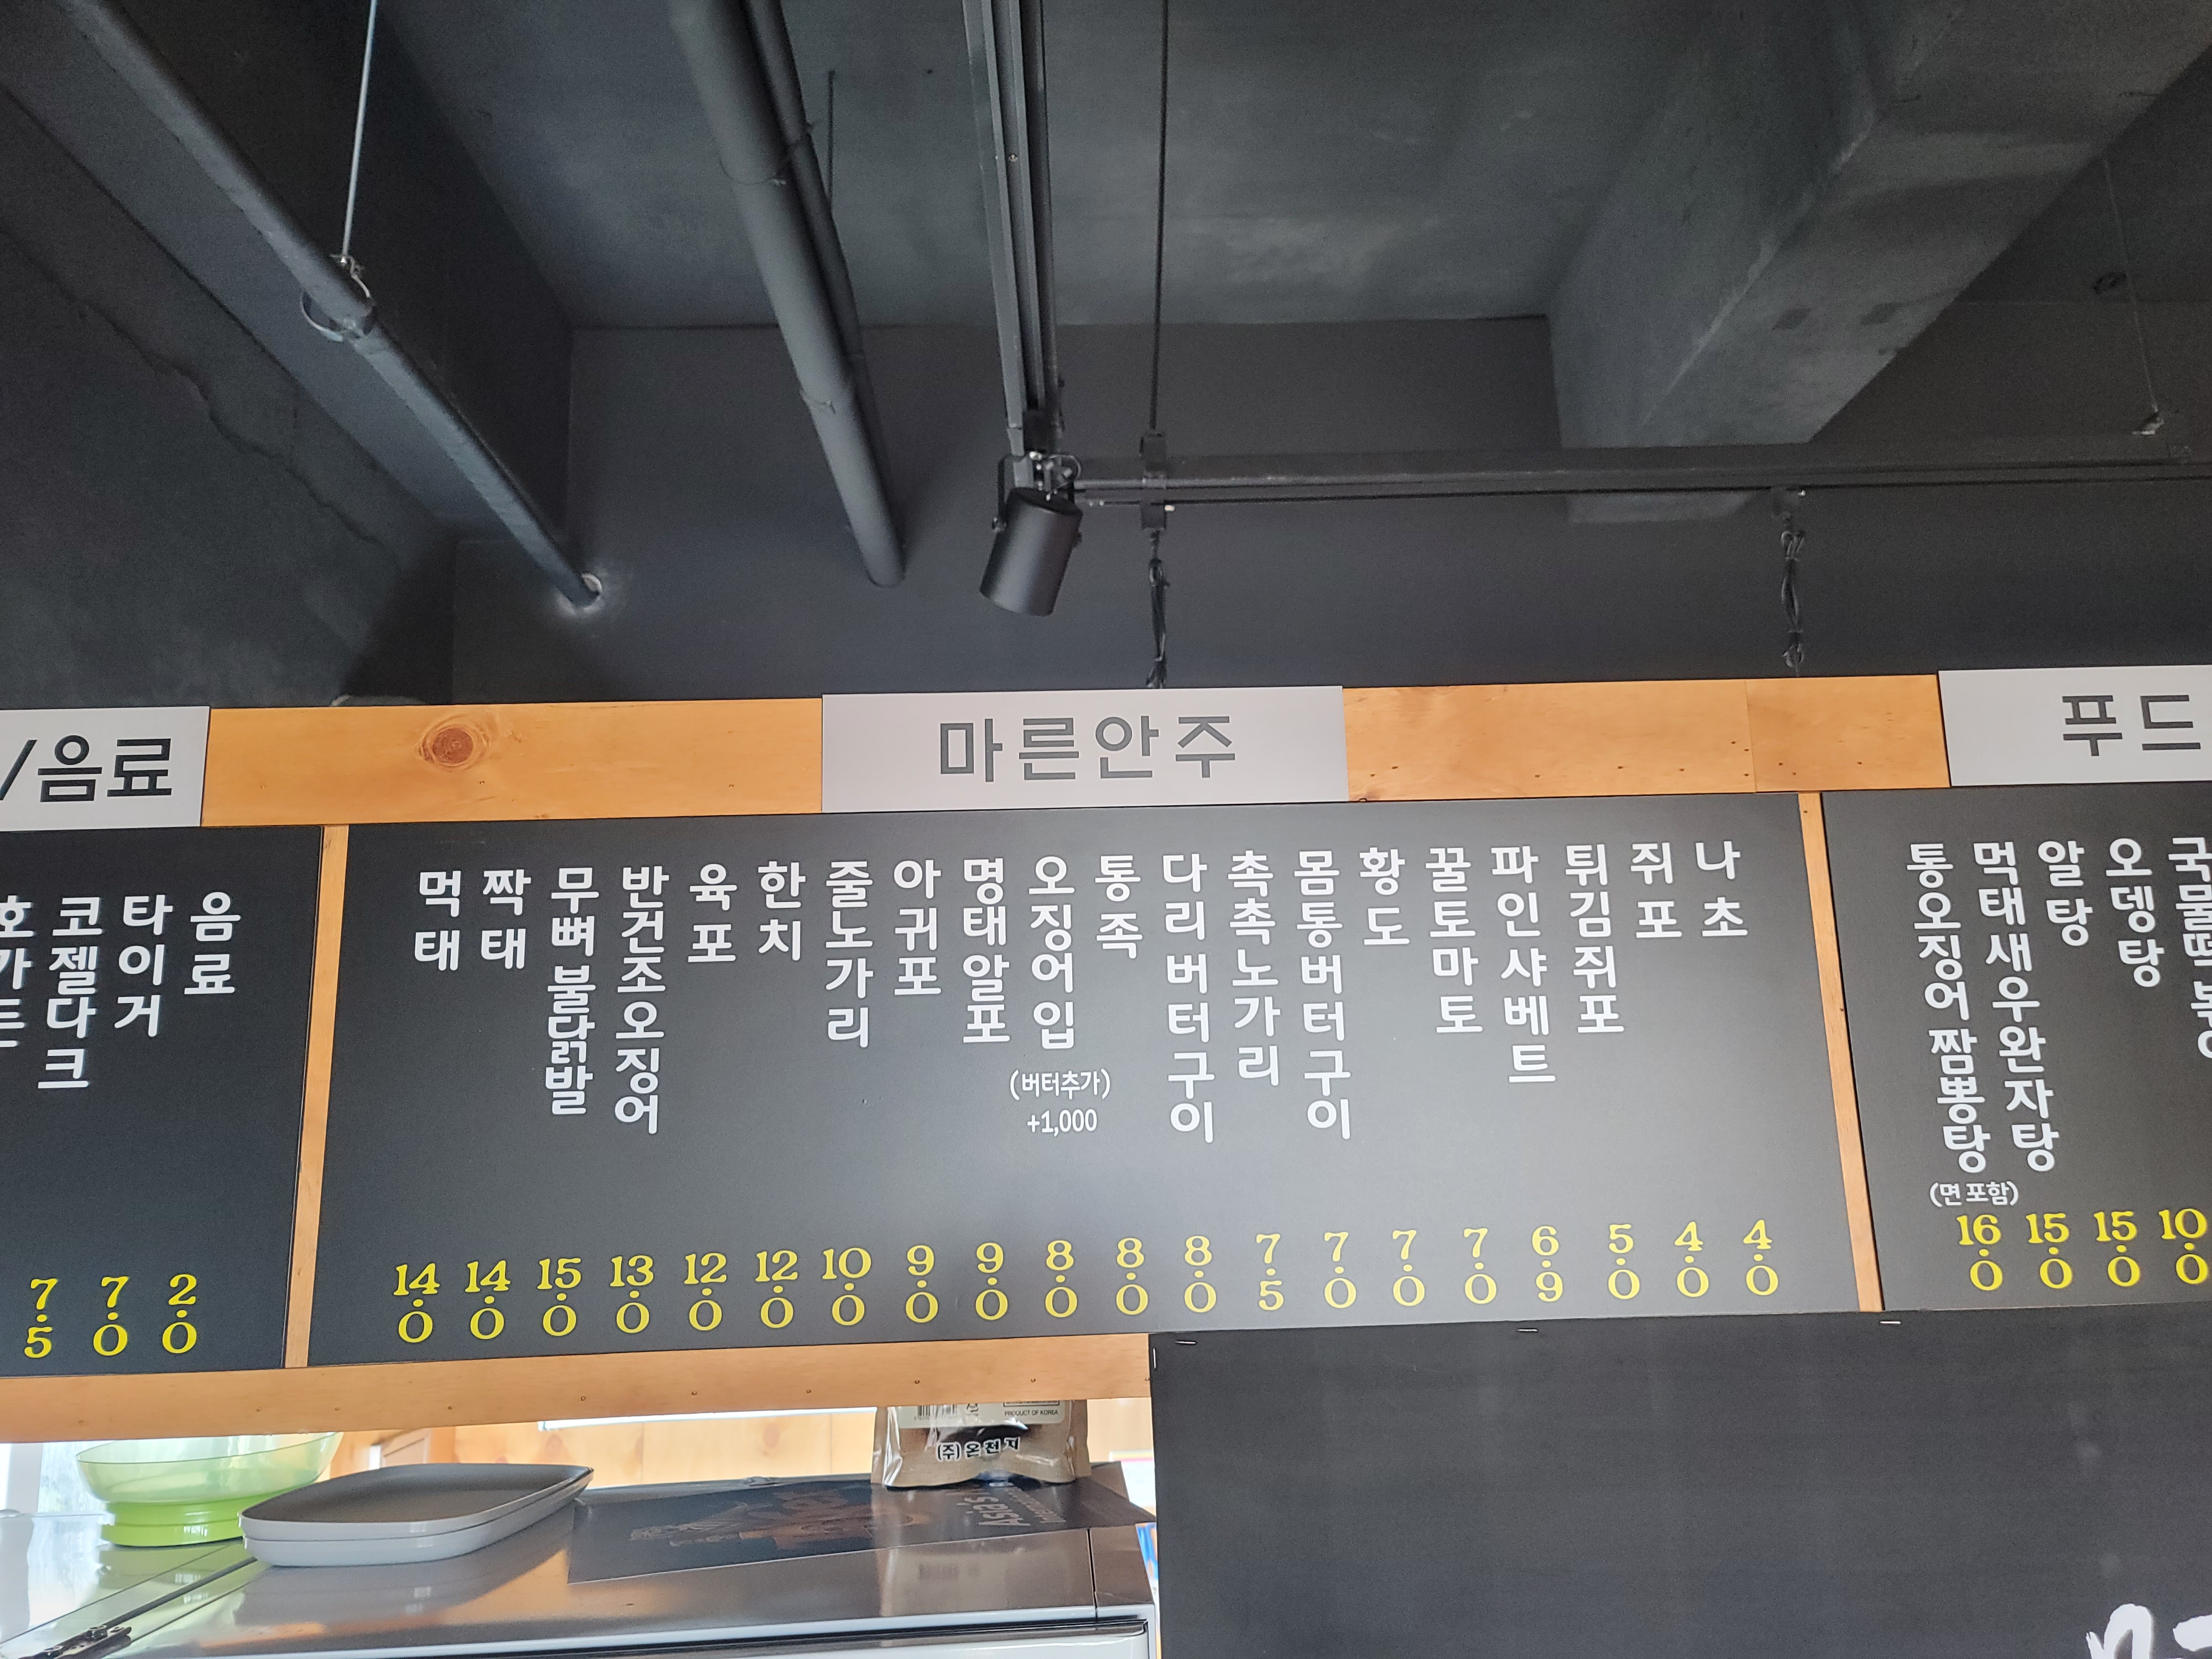 /음료
마른안주
푸드
코젤다크
타이거
음료
7.5
7.0
2.0
먹태
짝태
무뼈 불닭발
반건조오징어
육포
한치
줄노가리
아귀포
명태알포
오징어입
(버터추가)
+1,000
통족
다리버터구이
촉촉노가리
몸통버터구이
황도
꿀토마토
파인샤베트
튀김쥐포
쥐포
나초
14.0
14.0
15.0
13.0
12.0
12.0
10.0
9.0
9.0
8.0
8.0
8.0
7.5
7.0
7.0
7.0
6.9
5.0
4.0
4.0
통오징어 짬뽕탕
(면 포함)
먹태새우완자탕
알탕
오뎅탕
16.0
15.0
15.0
10.0
PRODUCT OF KOREA
(주)온천지
Asia's